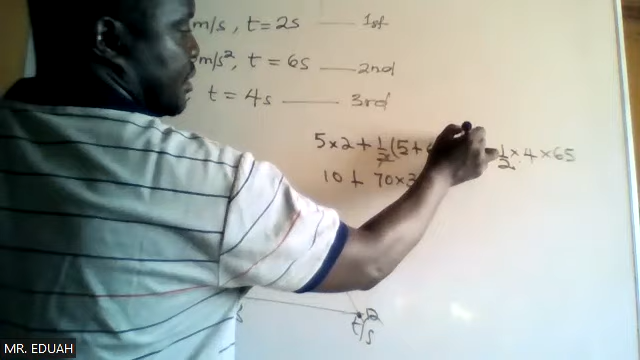 m/s, t=2s — 1st
m/s², t=6s — 2nd
t=4s — 3rd
5×2+½(5+ ½×4×65
10+ 70×3
t/s
MR. EDUAH